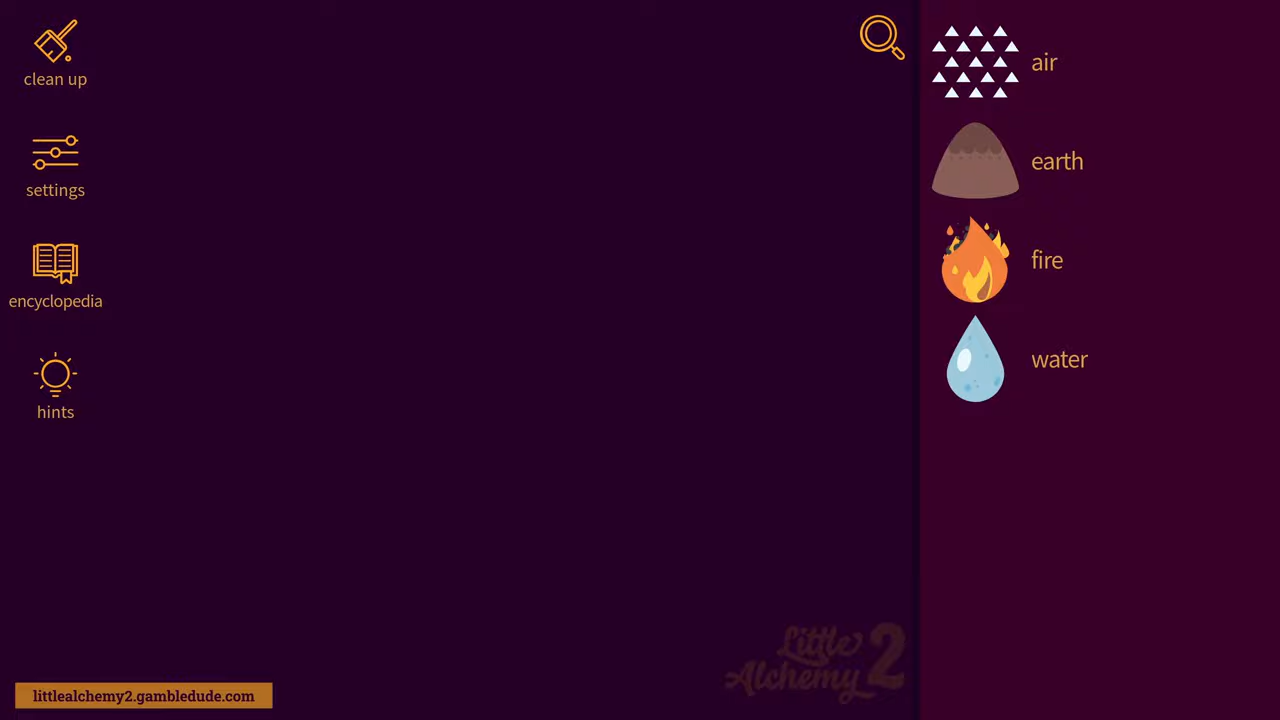 clean up
settings
encyclopedia
hints
air
earth
fire
water
Little
Alchemy 2
littlealchemy2.gambledude.com